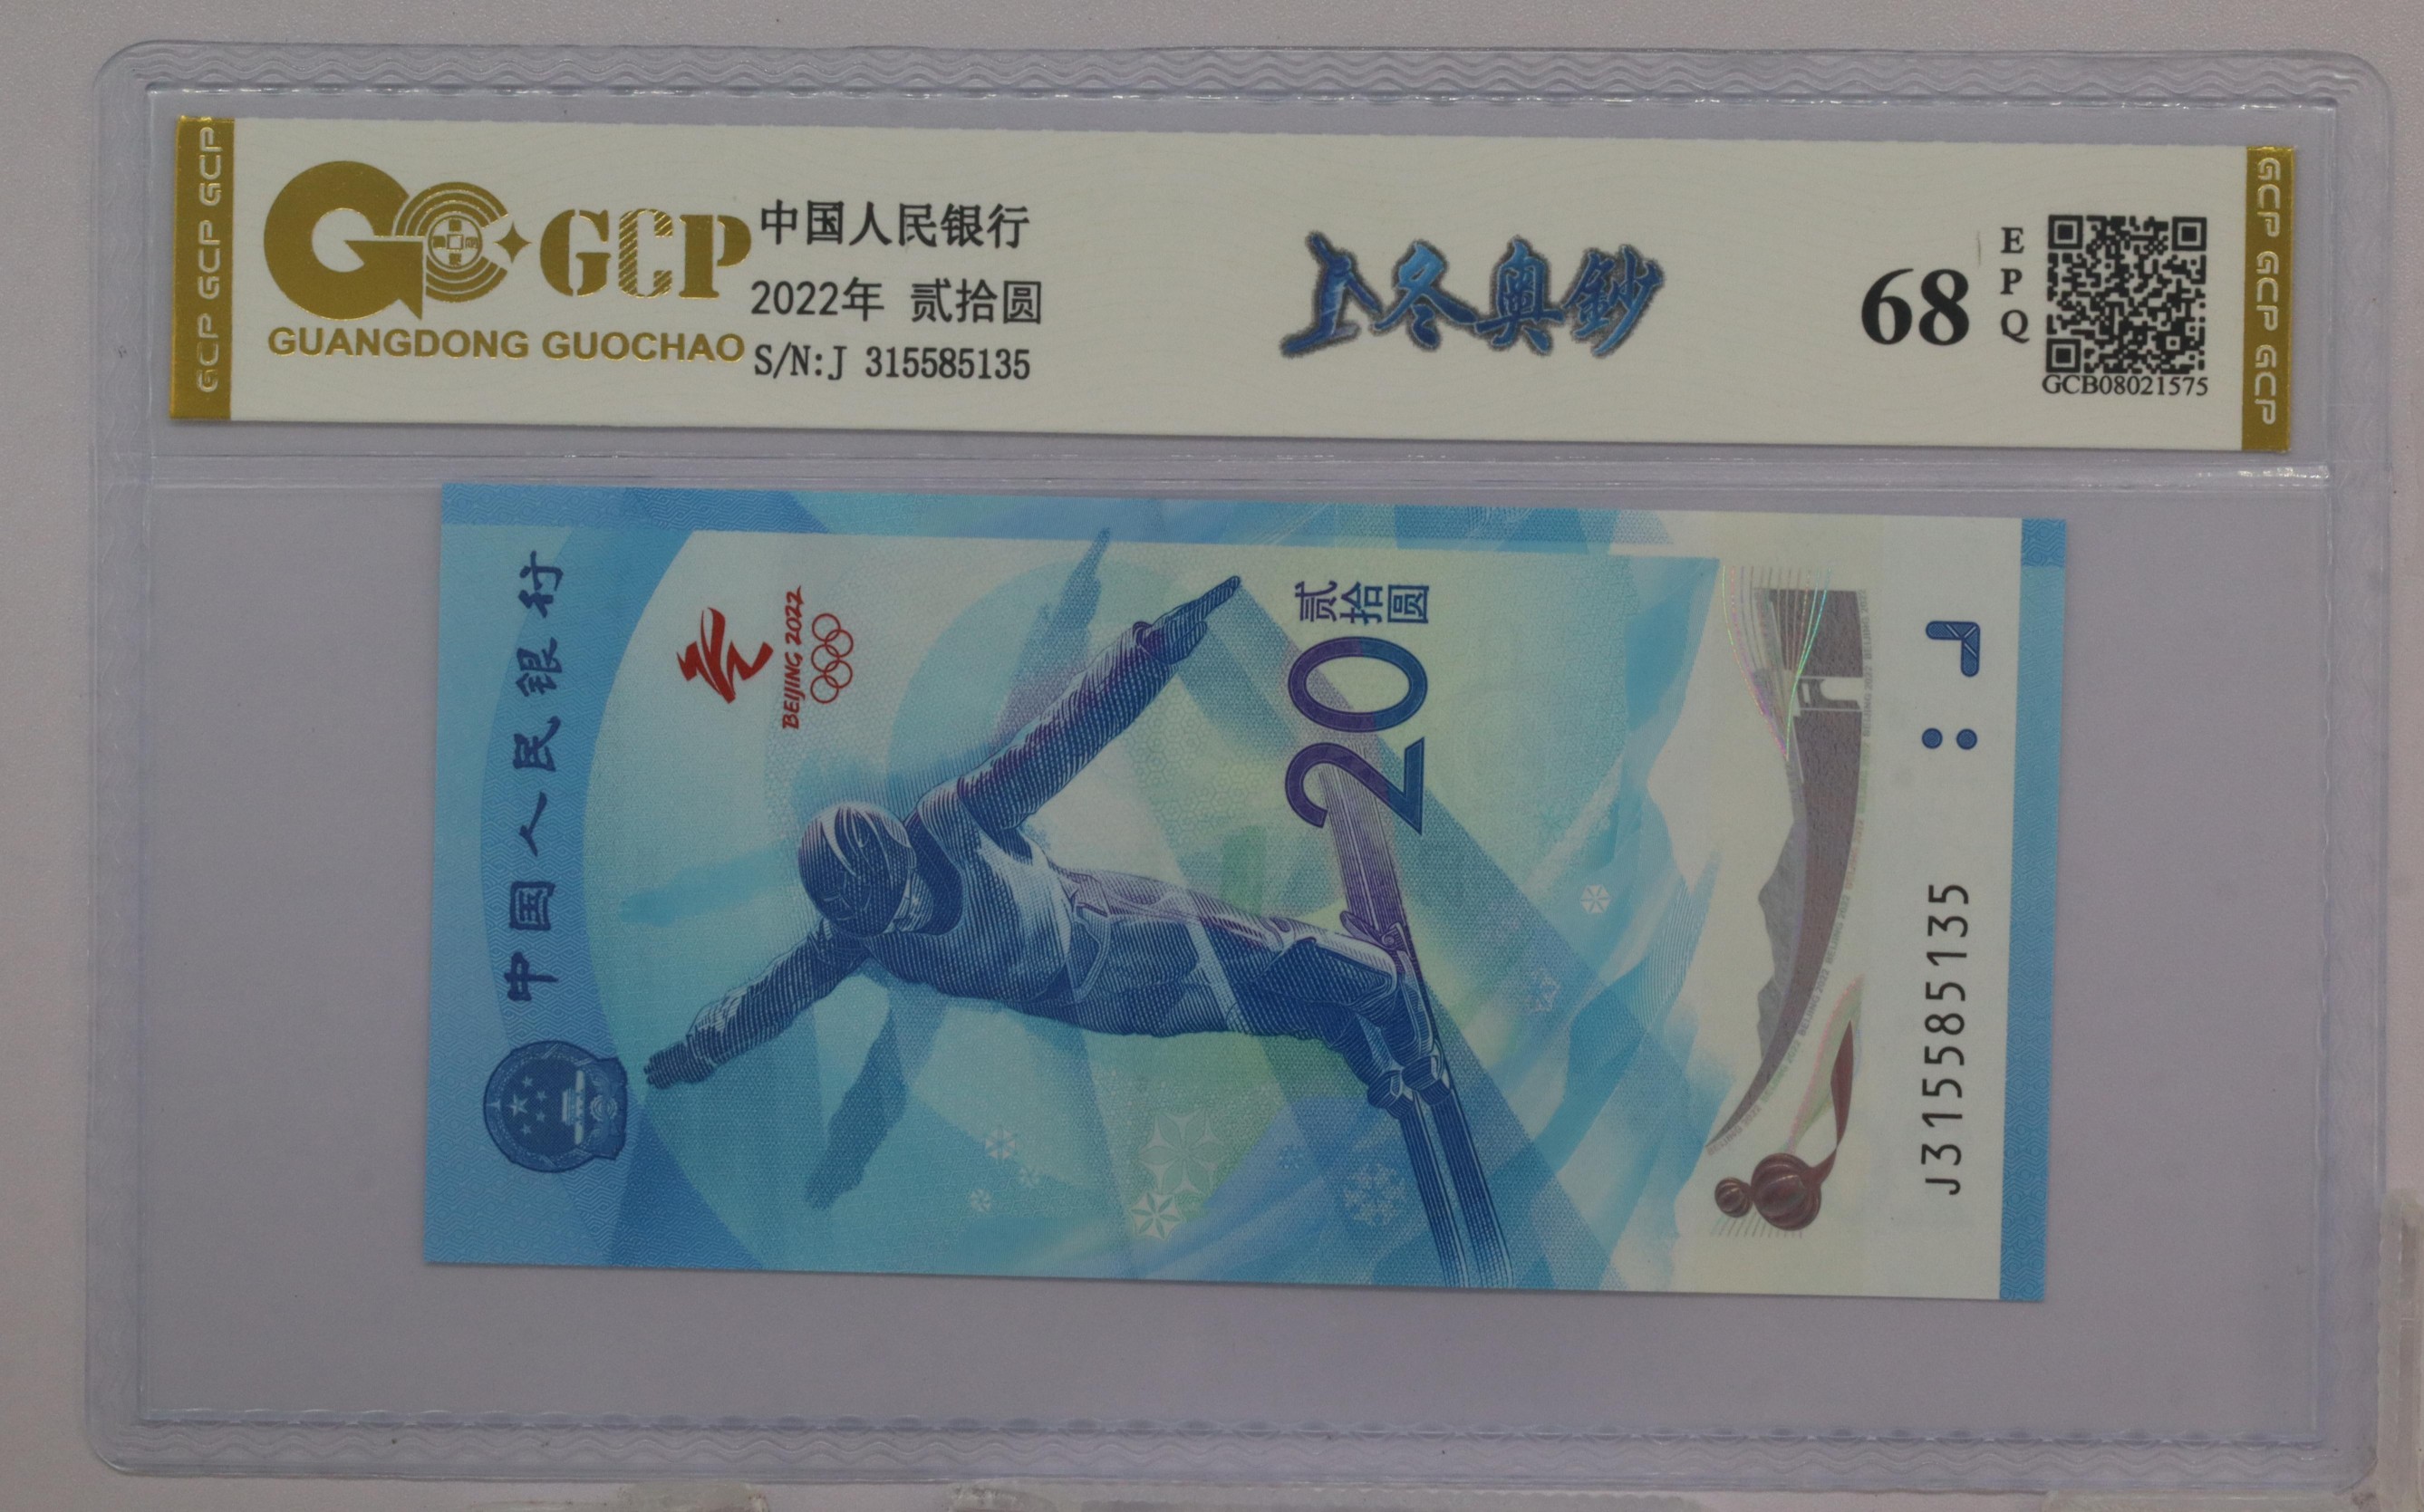 GCP GCP GCP
GCP
GUANGDONG GUOCHAO
中国人民银行
2022年 贰拾圆
S/N:J 315585135
冬奥鈔
68
EPQ
GCB08021575
GCP GCP GCP
中国人民银行
BEIJING 2022
贰拾圆
20
J315585135